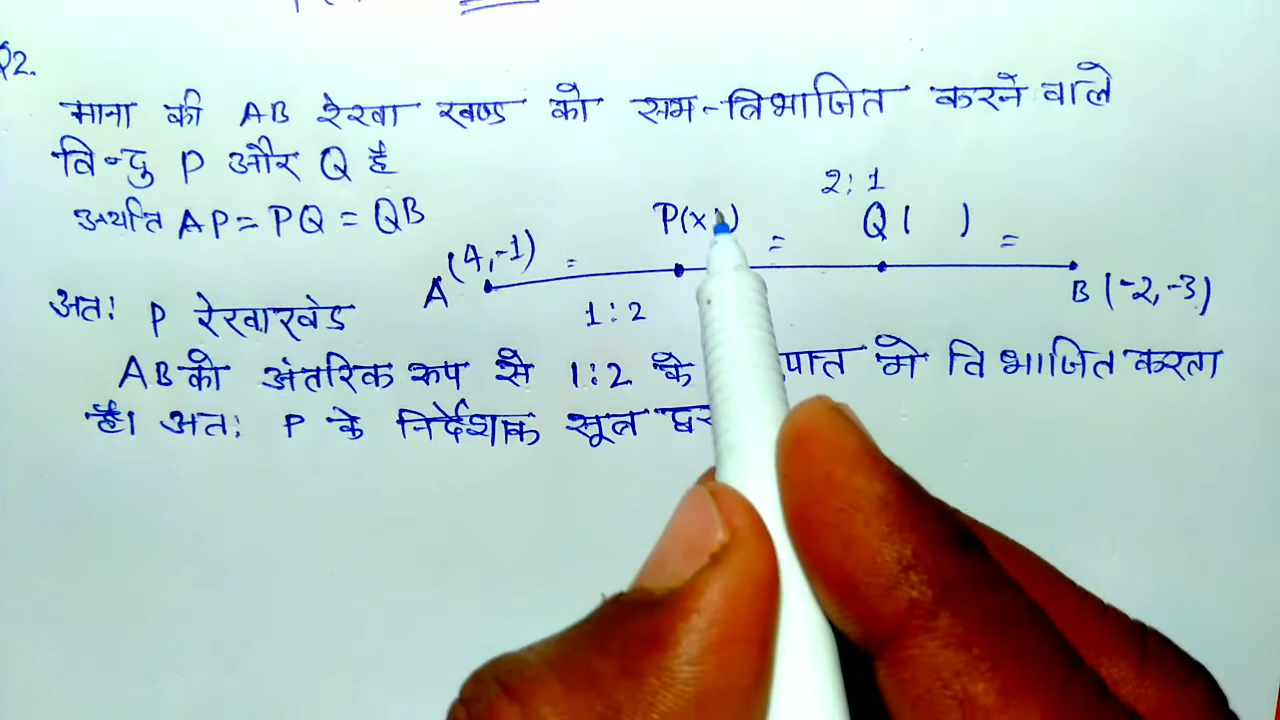 Q2.
माना की AB रेखा खण्ड को सम-त्रिभाजित करने वाले
विन्दु P और Q है
अर्थात AP = PQ = QB
2:1
P(x Q( )
A (4,-1) = = =
B (-2,-3)
1:2
अतः P रेखाखंड
AB को अंतरिक रूप से 1:2 के में विभाजित करता
है। अतः P के निर्देशांक सूत्र